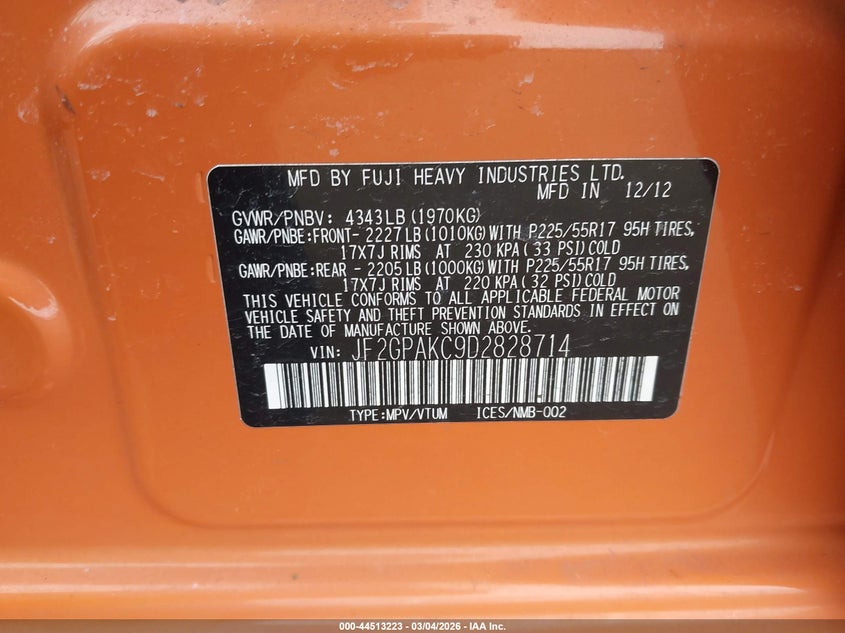 MFD BY FUJI HEAVY INDUSTRIES LTD.
MFD IN 12/12
GVWR/PNBV: 4343LB(1970KG)
GAWR/PNBE:FRONT- 2227LB(1010KG)WITH P225/55R17 95H TIRES,
17X7J RIMS AT 230 KPA(33 PSI)COLD
GAWR/PNBE:REAR - 2205LB(1000KG)WITH P225/55R17 95H TIRES,
17X7J RIMS AT 220 KPA(32 PSI)COLD
THIS VEHICLE CONFORMS TO ALL APPLICABLE FEDERAL MOTOR
VEHICLE SAFETY AND THEFT PREVENTION STANDARDS IN EFFECT ON
THE DATE OF MANUFACTURE SHOWN ABOVE.
VIN: JF2GPAKC9D2828714
TYPE:MPV/VTUM ICES/NMB-002
000-44513223 - 03/04/2026 - IAA Inc.